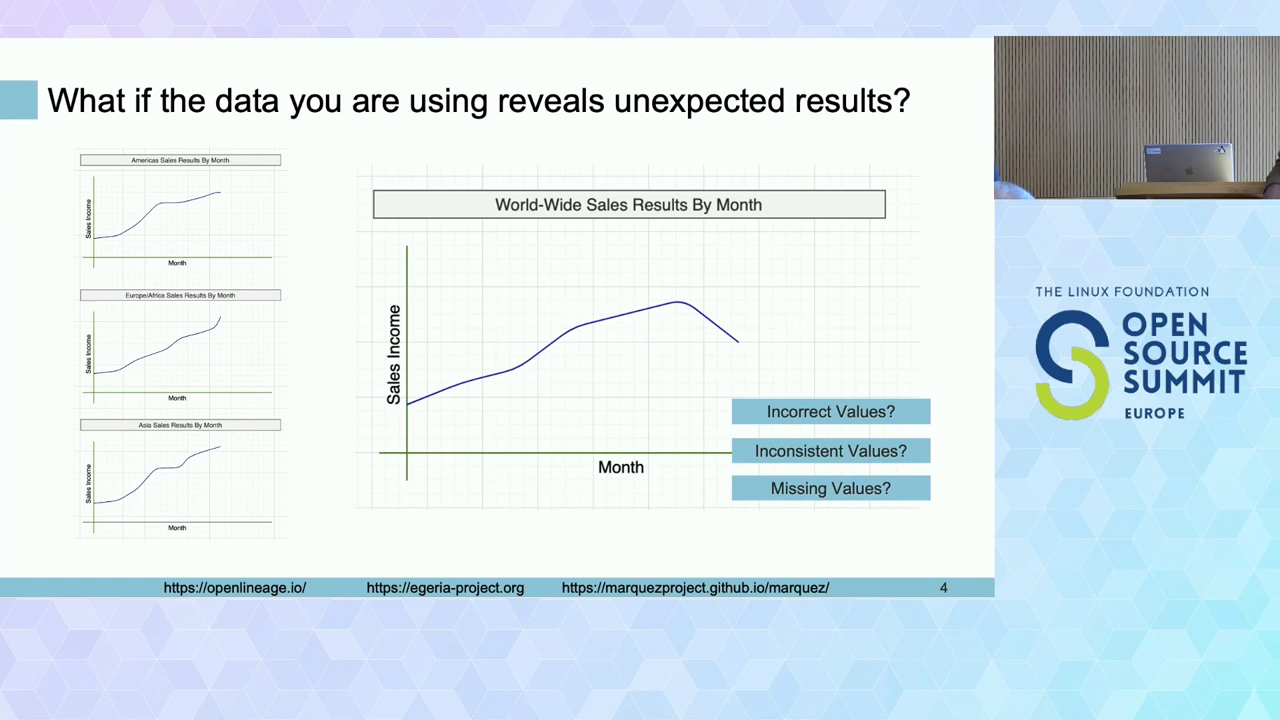 What if the data you are using reveals unexpected results?
Americas Sales Results By Month
Sales Income
Month
Europe/Africa Sales Results By Month
Sales Income
Month
Asia Sales Results By Month
Sales Income
Month
World-Wide Sales Results By Month
Sales Income
Month
Incorrect Values?
Inconsistent Values?
Missing Values?
https://openlineage.io/
https://egeria-project.org
https://marquezproject.github.io/marquez/
4
THE LINUX FOUNDATION
OPEN
SOURCE
SUMMIT
EUROPE